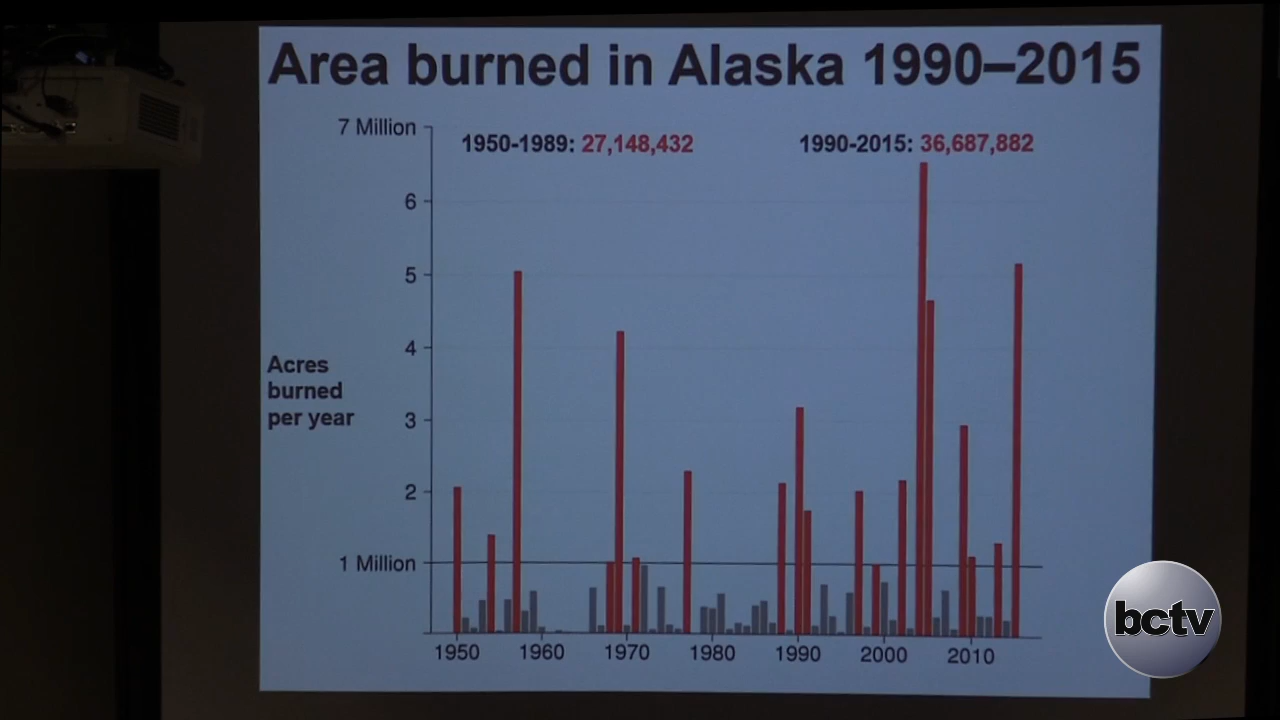 Area burned in Alaska 1990–2015
7 Million
1950-1989: 27,148,432
1990-2015: 36,687,882
6
5
4
Acres
burned
per year
3
2
1 Million
1950 1960 1970 1980 1990 2000 2010
bctv